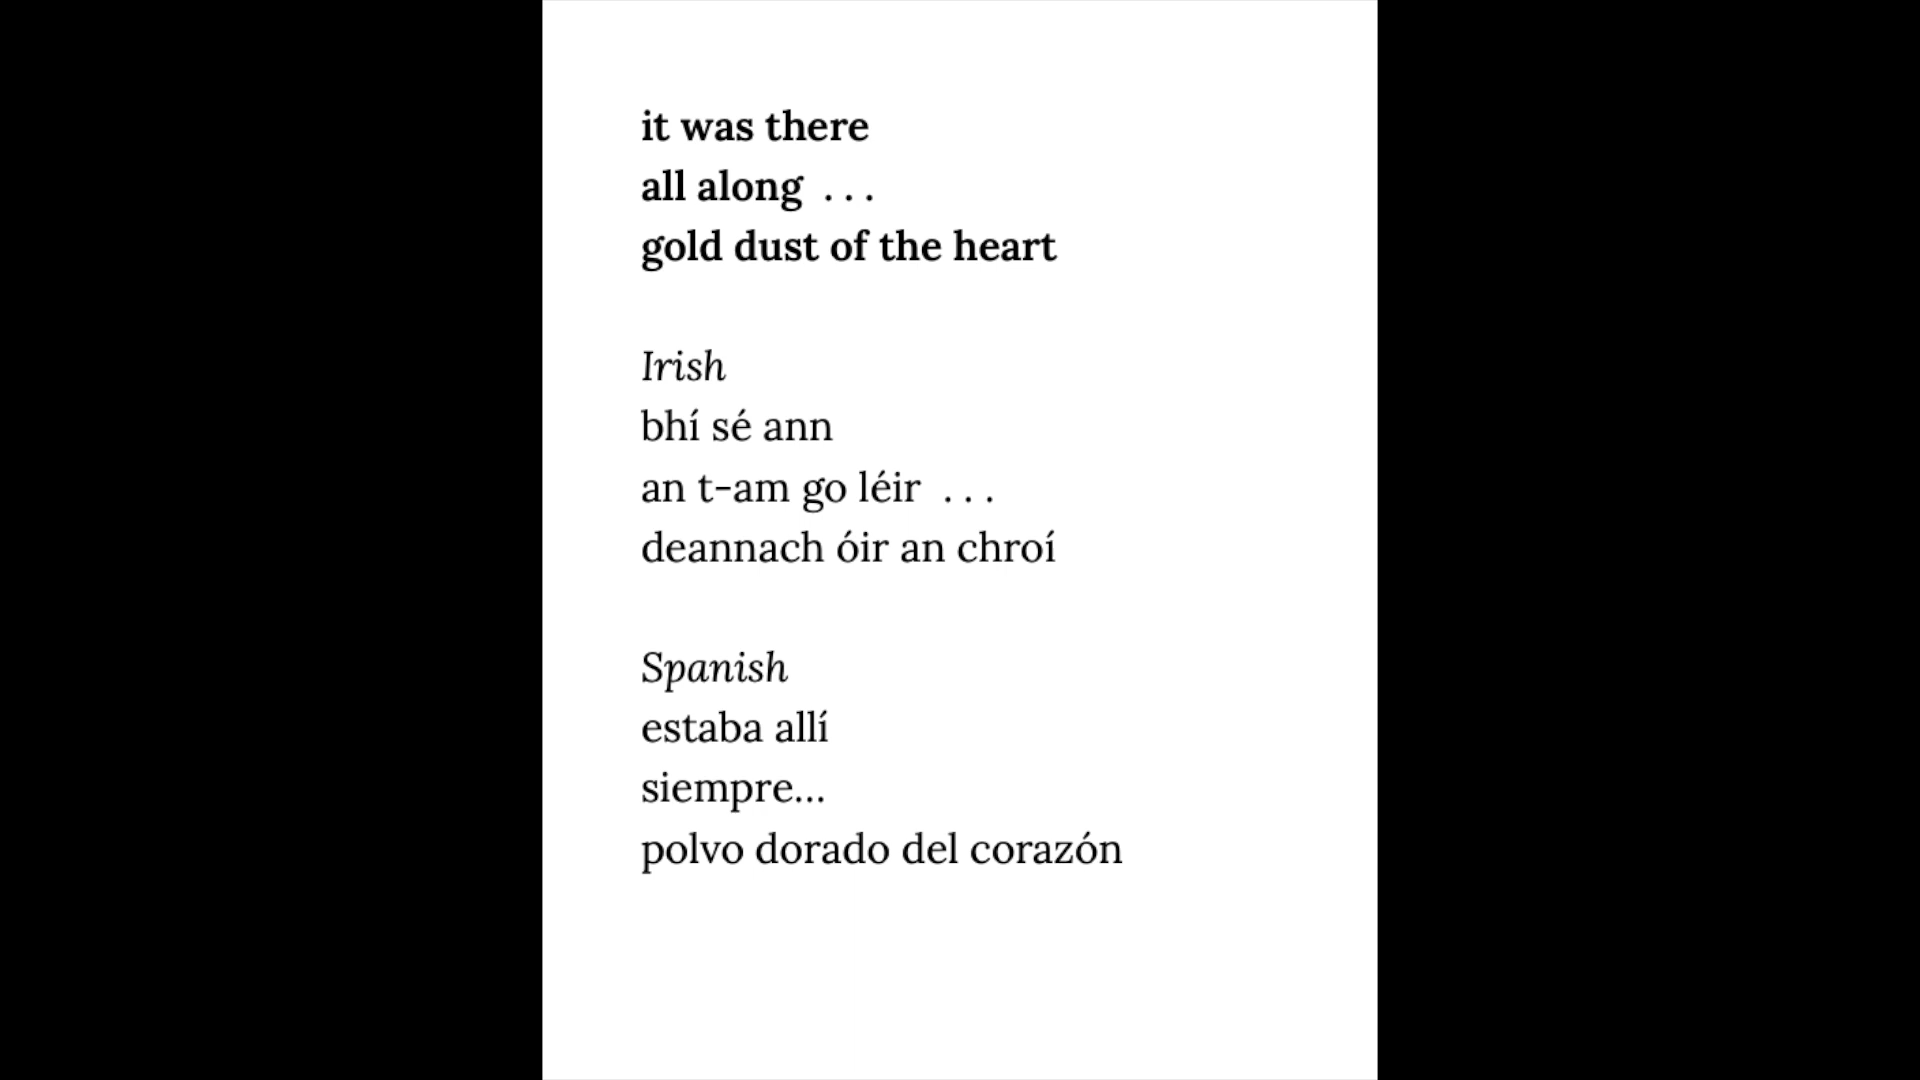 it was there
all along ...
gold dust of the heart
Irish
bhí sé ann
an t-am go léir ...
deannach óir an chroí
Spanish
estaba allí
siempre...
polvo dorado del corazón